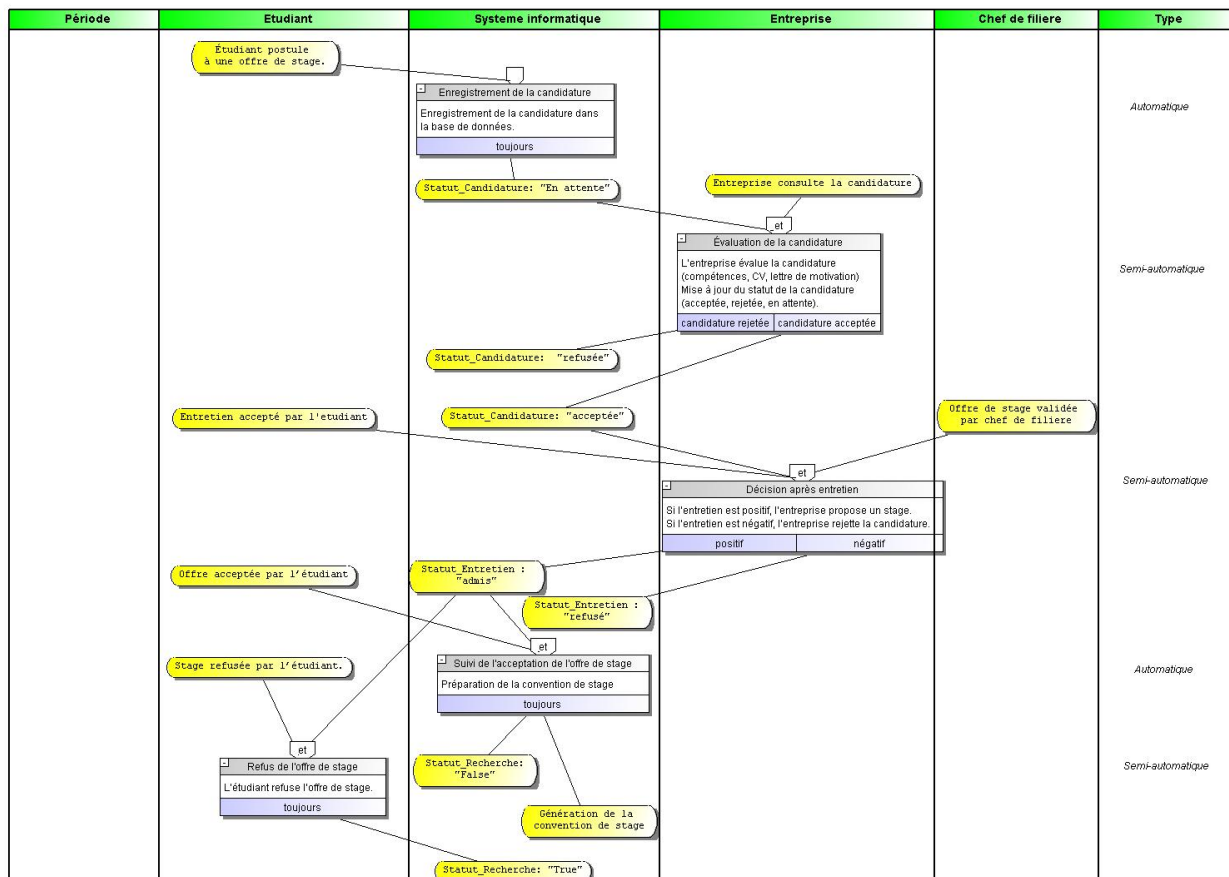 Période
Etudiant
Systeme informatique
Entreprise
Chef de filiere
Type
Étudiant postule
à une offre de stage.
Enregistrement de la candidature
Enregistrement de la candidature dans
la base de données.
toujours
Automatique
Statut_Candidature: "En attente"
Entreprise consulte la candidature
et
Évaluation de la candidature
L'entreprise évalue la candidature
(compétences, CV, lettre de motivation)
Mise à jour du statut de la candidature
(acceptée, rejetée, en attente).
candidature rejetée
candidature acceptée
Semi-automatique
Statut_Candidature: "refusée"
Entretien accepté par l'etudiant
Statut_Candidature: "acceptée"
Offre de stage validée
par chef de filiere
et
Décision après entretien
Si l'entretien est positif, l'entreprise propose un stage.
Si l'entretien est négatif, l'entreprise rejette la candidature.
positif
négatif
Semi-automatique
Offre acceptée par l'étudiant
Statut_Entretien :
"admis"
Statut_Entretien :
"refusé"
et
Suivi de l'acceptation de l'offre de stage
Préparation de la convention de stage
toujours
Automatique
Stage refusée par l'étudiant.
et
Refus de l'offre de stage
L'étudiant refuse l'offre de stage.
toujours
Statut_Recherche:
"False"
Semi-automatique
Génération de la
convention de stage
Statut_Recherche: "True"